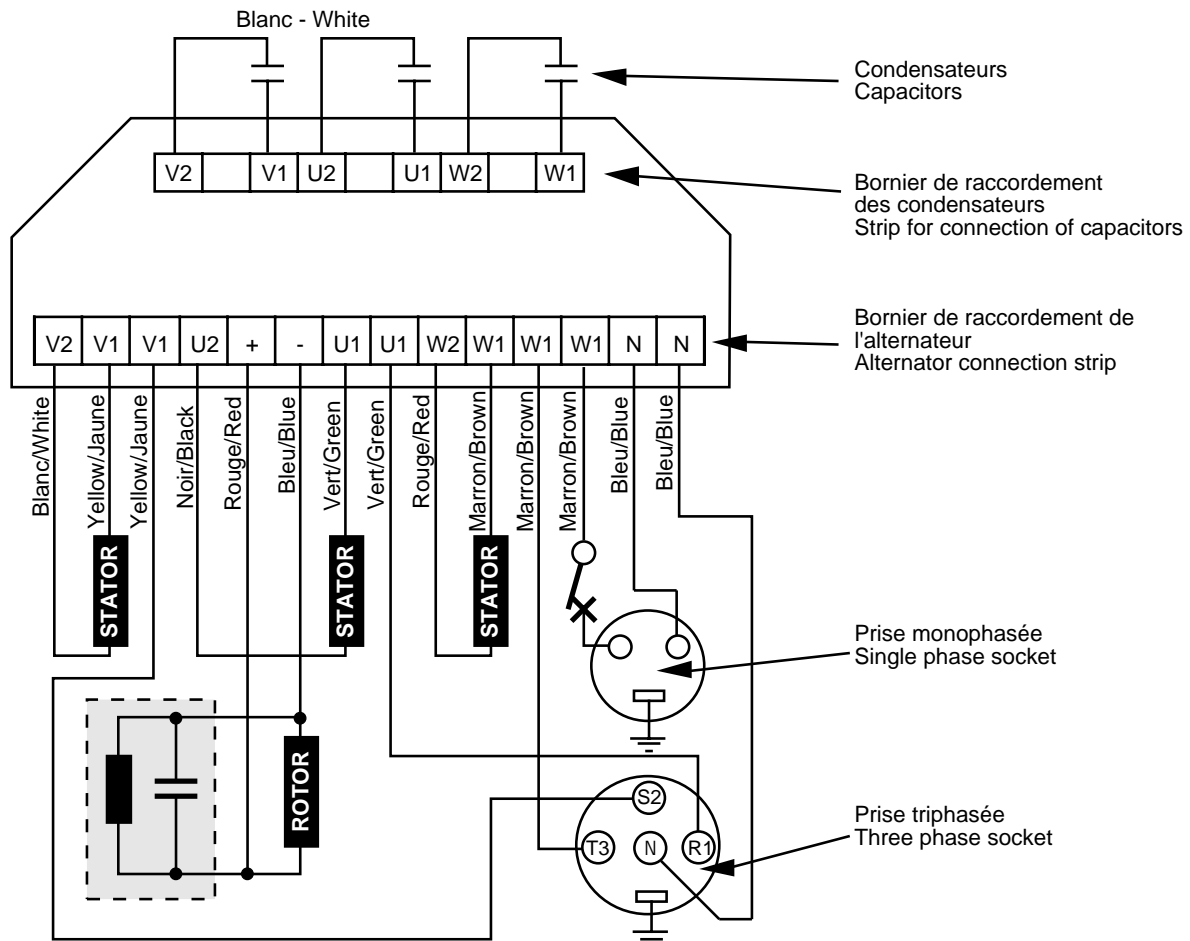 Blanc - White
Condensateurs
Capacitors
V2 V1 U2 U1 W2 W1
Bornier de raccordement
des condensateurs
Strip for connection of capacitors
Bornier de raccordement de
l'alternateur
Alternator connection strip
V2 V1 V1 U2 + - U1 U1 W2 W1 W1 W1 N N
Blanc/White
Yellow/Jaune
Yellow/Jaune
Noir/Black
Rouge/Red
Bleu/Blue
Vert/Green
Vert/Green
Rouge/Red
Marron/Brown
Marron/Brown
Marron/Brown
Bleu/Blue
Bleu/Blue
STATOR
STATOR
STATOR
Prise monophasée
Single phase socket
ROTOR
S2
T3 N R1
Prise triphasée
Three phase socket